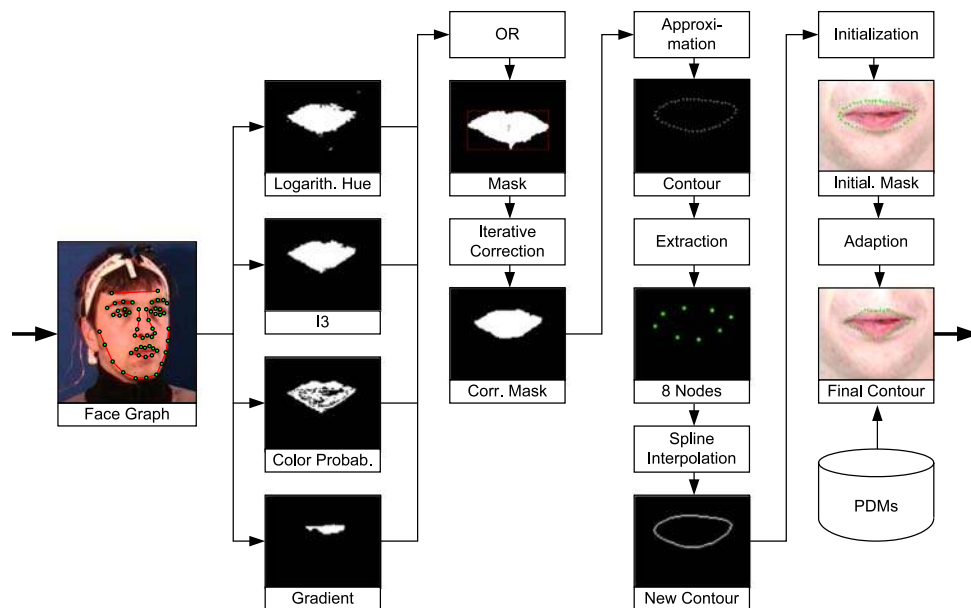 Face Graph
Logarith. Hue
I3
Color Probab.
Gradient
OR
Mask
Iterative
Correction
Corr. Mask
Approxi-
mation
Contour
Extraction
8 Nodes
Spline
Interpolation
New Contour
Initialization
Initial. Mask
Adaption
Final Contour
PDMs